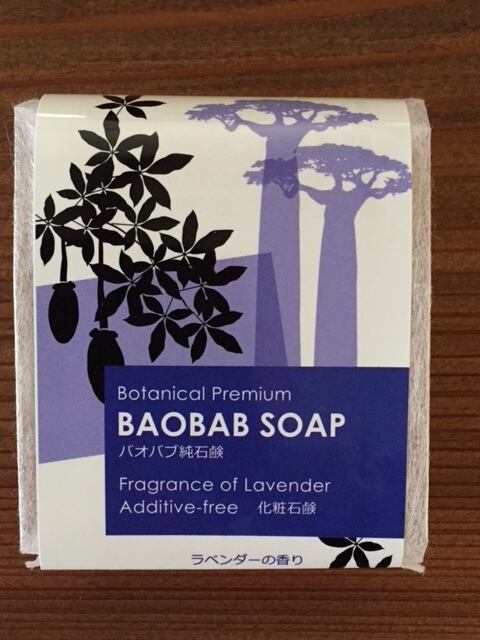 Botanical Premium
BAOBAB SOAP
バオバブ純石鹸
Fragrance of Lavender
Additive-free 化粧石鹸
ラベンダーの香り